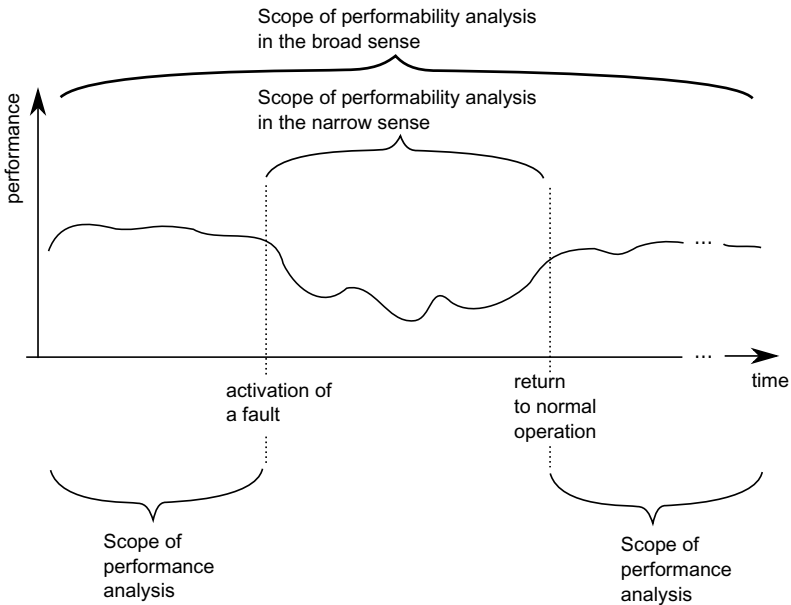 Scope of performability analysis
in the broad sense
Scope of performability analysis
in the narrow sense
performance
...
...
time
activation of
a fault
return
to normal
operation
Scope of
performance
analysis
Scope of
performance
analysis